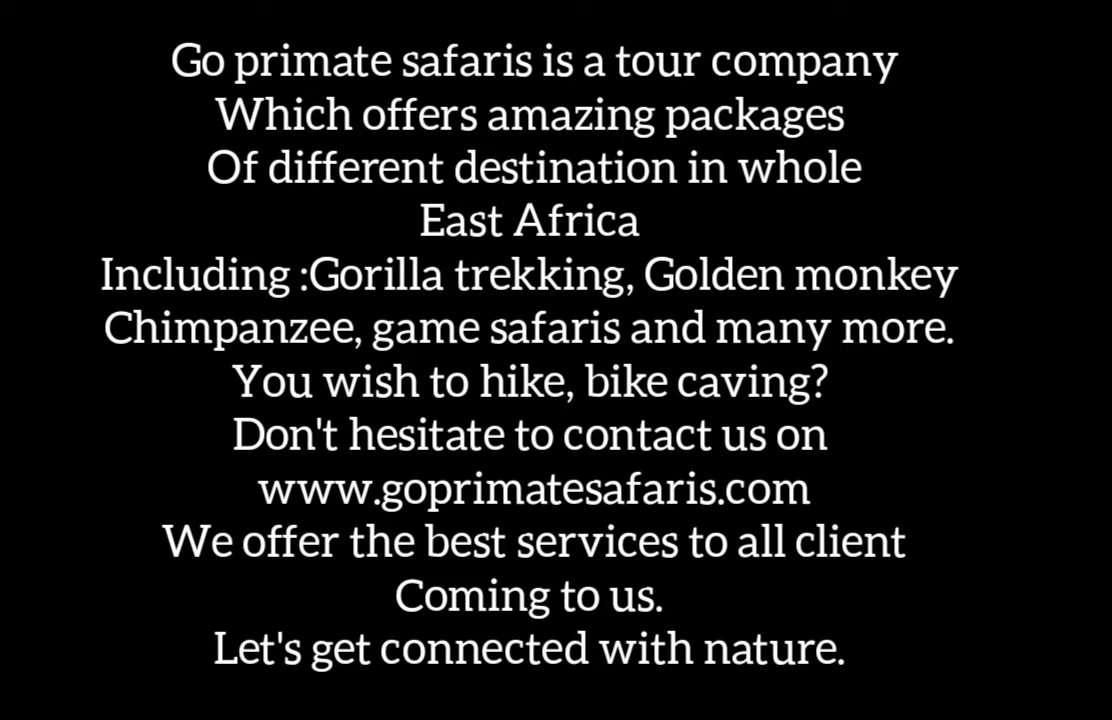 Go primate safaris is a tour company
Which offers amazing packages
Of different destination in whole
East Africa
Including :Gorilla trekking, Golden monkey
Chimpanzee, game safaris and many more.
You wish to hike, bike caving?
Don't hesitate to contact us on
www.goprimatesafaris.com
We offer the best services to all client
Coming to us.
Let's get connected with nature.